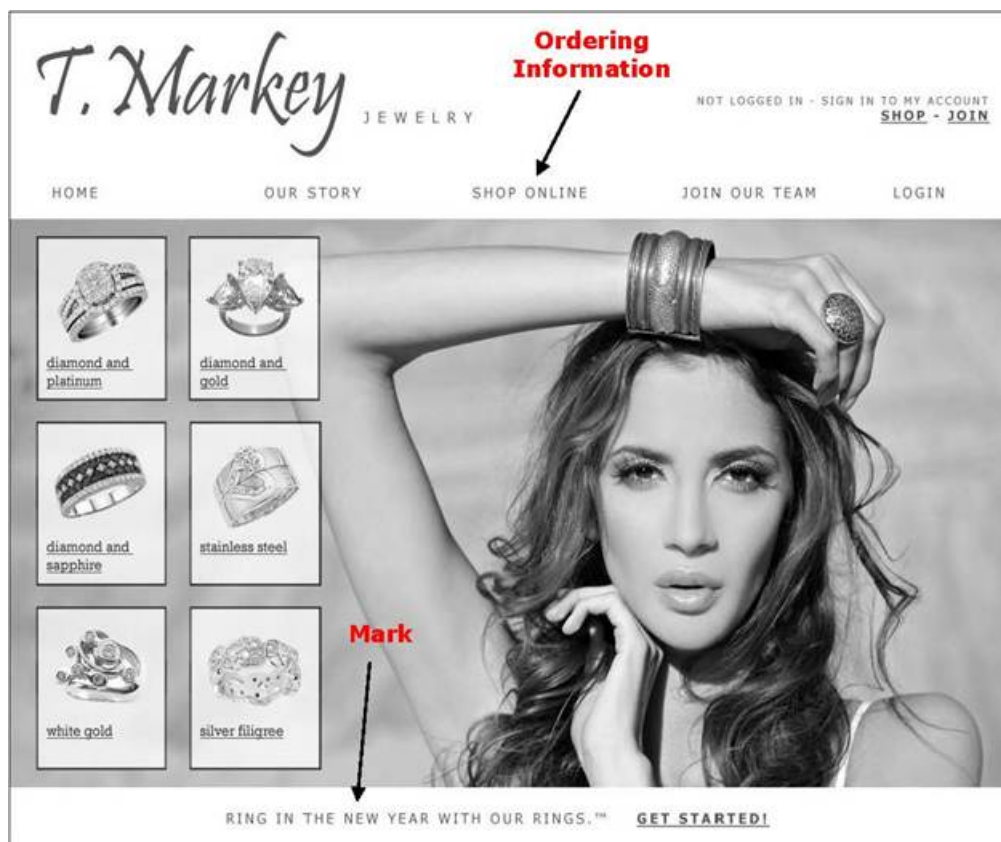 T. Markey
JEWELRY
Ordering
Information
NOT LOGGED IN - SIGN IN TO MY ACCOUNT
SHOP - JOIN
HOME OUR STORY SHOP ONLINE JOIN OUR TEAM LOGIN
diamond and
platinum
diamond and
gold
diamond and
sapphire
stainless steel
white gold
silver filigree
Mark
RING IN THE NEW YEAR WITH OUR RINGS.™ GET STARTED!